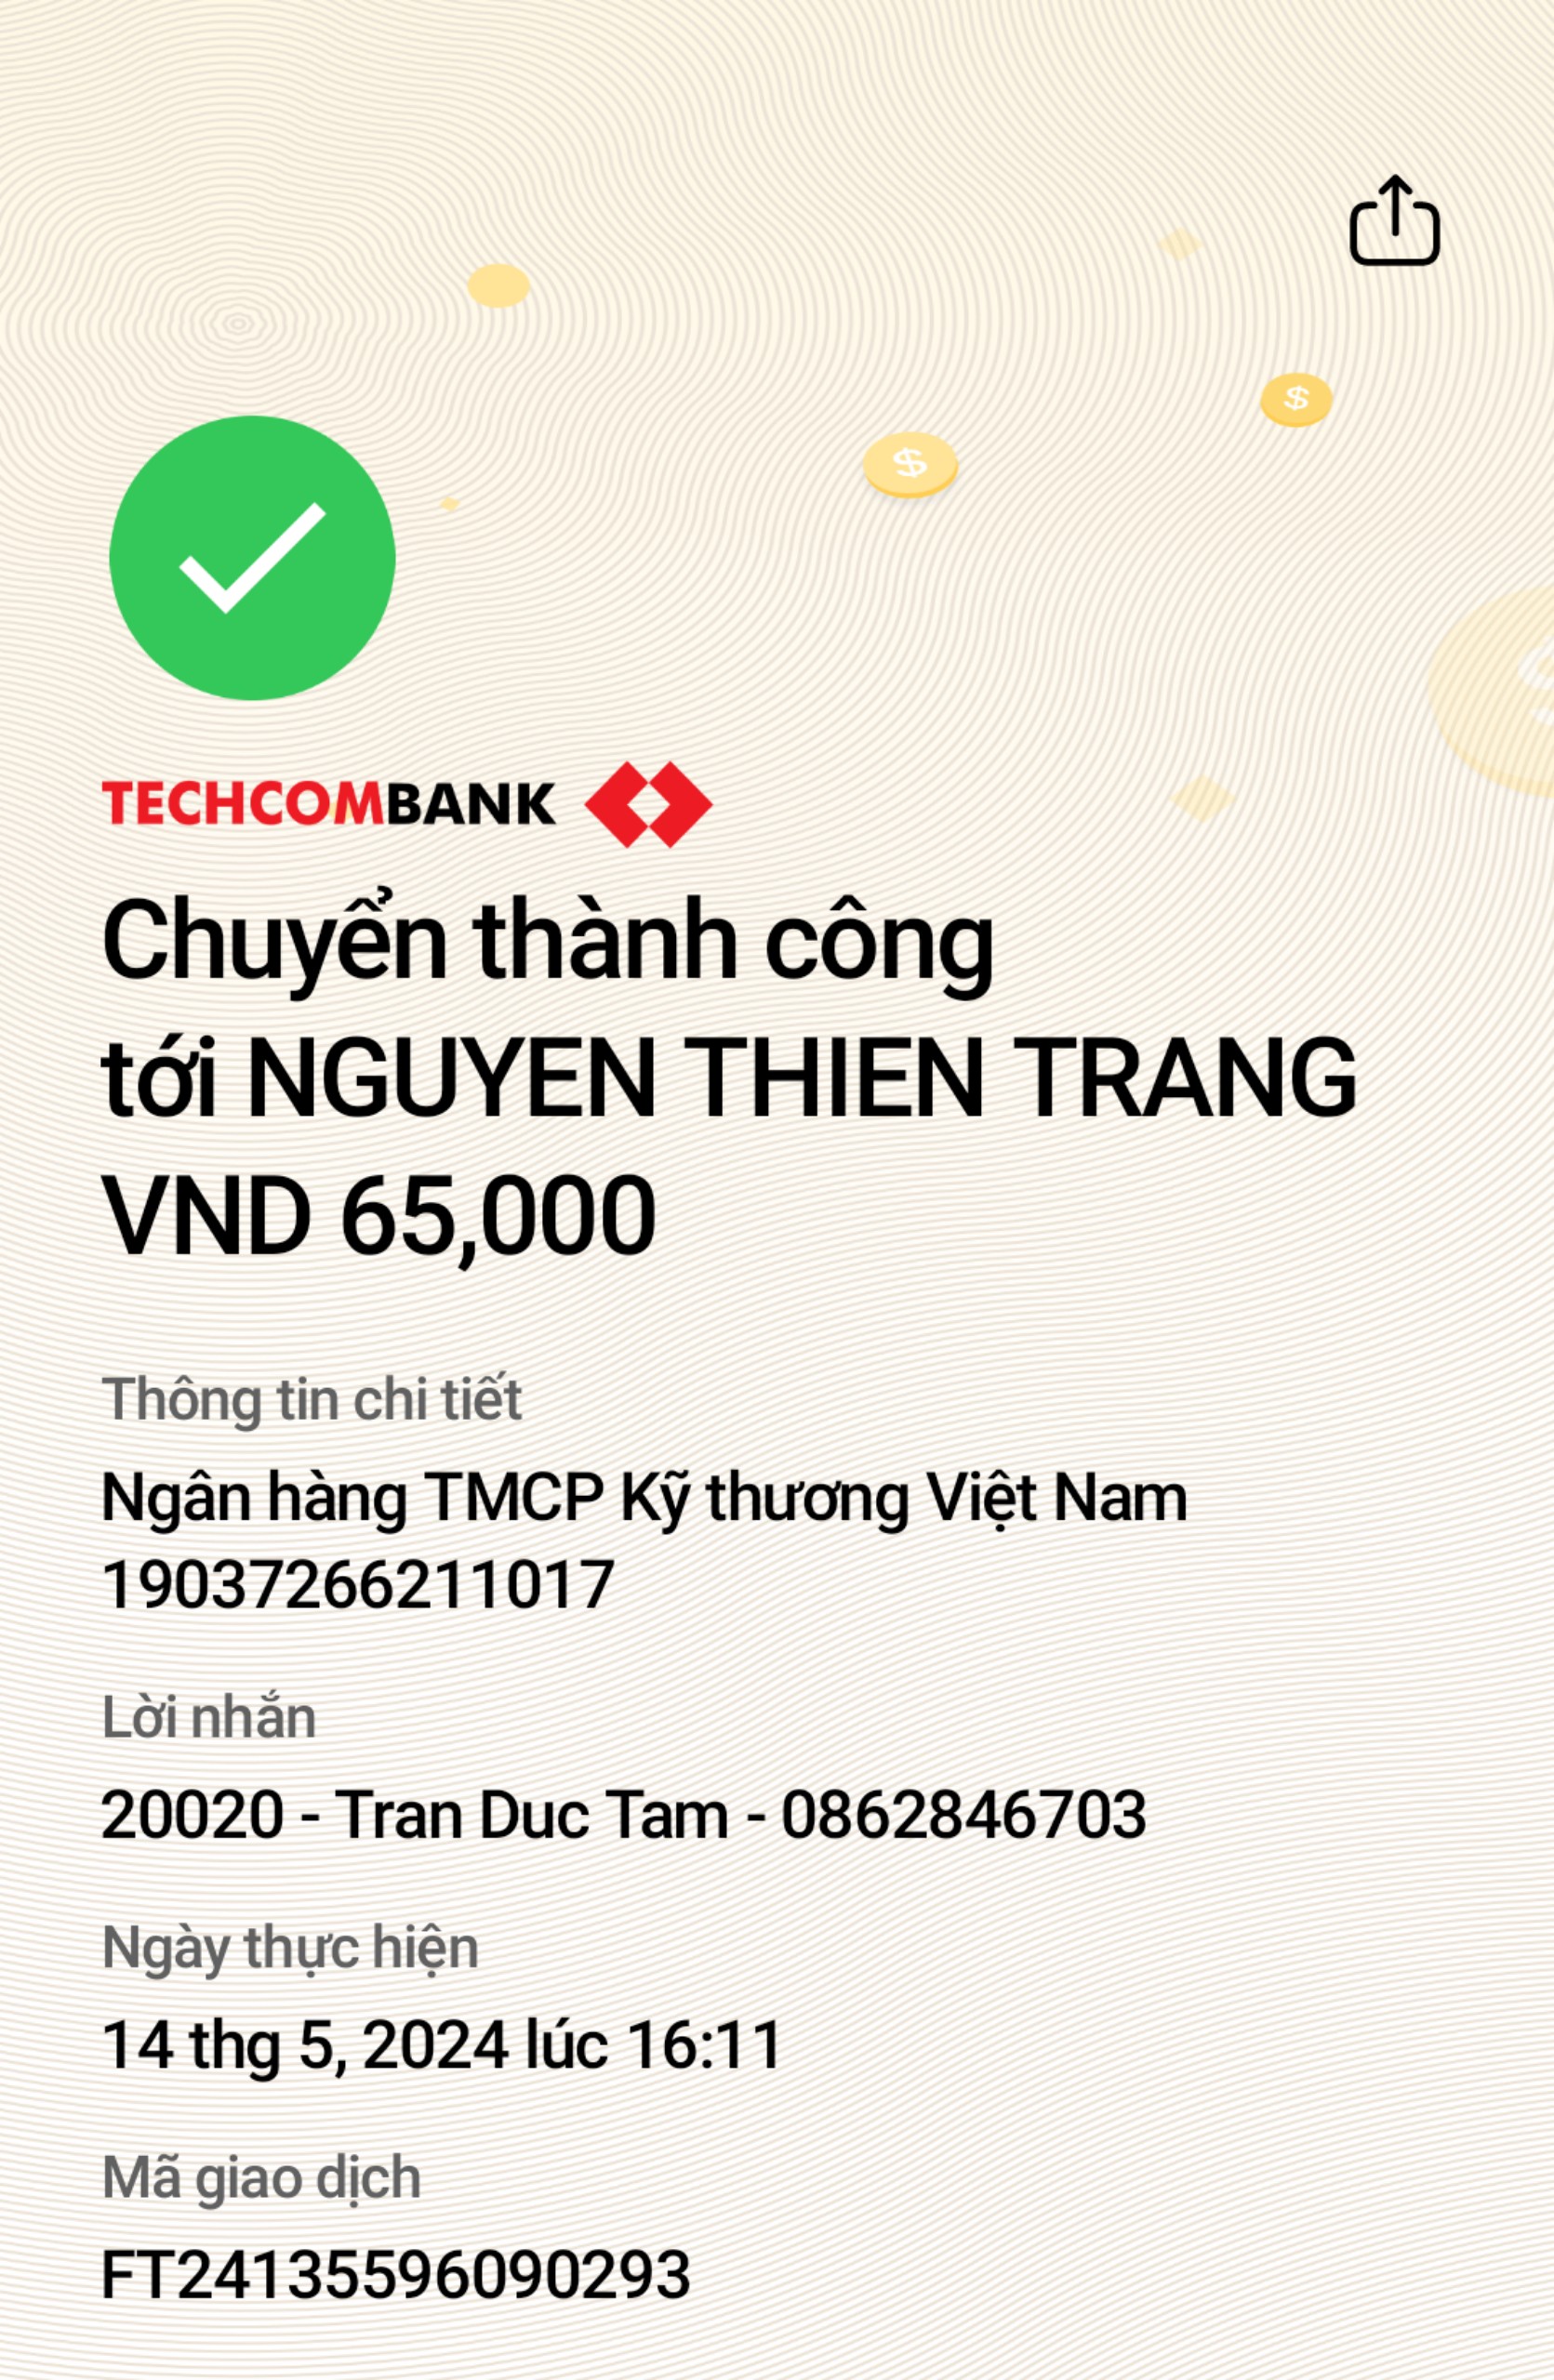 TECHCOMBANK
Chuyển thành công
tới NGUYEN THIEN TRANG
VND 65,000
Thông tin chi tiết
Ngân hàng TMCP Kỹ thương Việt Nam
19037266211017
Lời nhắn
20020 - Tran Duc Tam - 0862846703
Ngày thực hiện
14 thg 5, 2024 lúc 16:11
Mã giao dịch
FT24135596090293